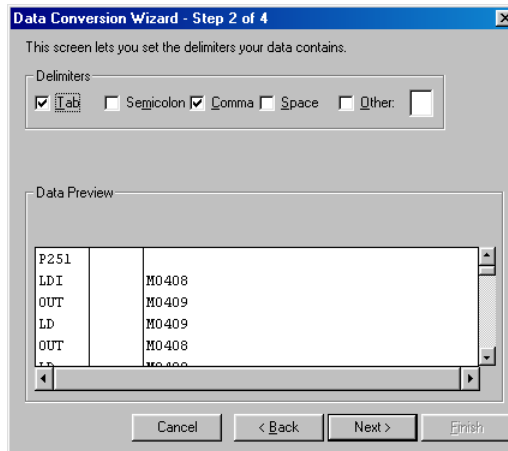 Data Conversion Wizard - Step 2 of 4
This screen lets you set the delimiters your data contains.
Delimiters
Tab Semicolon Comma Space Other:
Data Preview
P251
LDI M0408
OUT M0409
LD M0409
OUT M0408
Cancel < Back Next > Finish